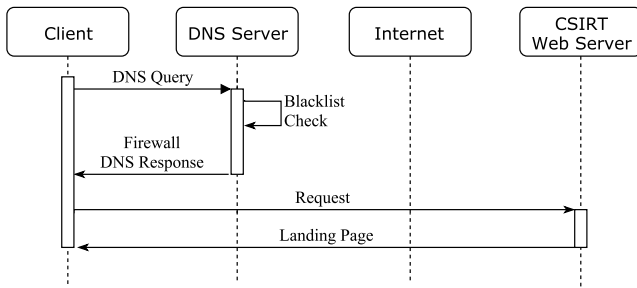 Client
DNS Server
Internet
CSIRT
Web Server
DNS Query
Blacklist
Check
Firewall
DNS Response
Request
Landing Page